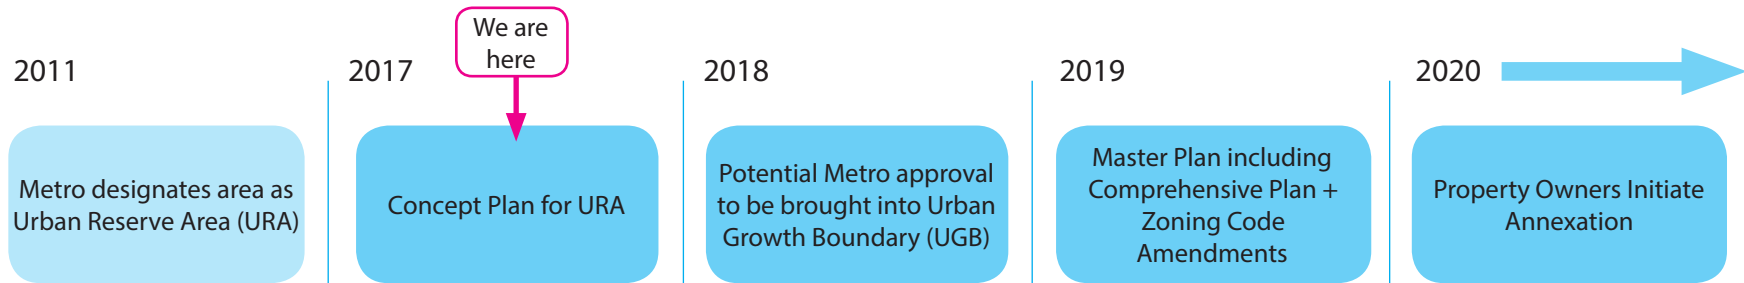 We are
here
2011
2017
2018
2019
2020
Metro designates area as
Urban Reserve Area (URA)
Concept Plan for URA
Potential Metro approval
to be brought into Urban
Growth Boundary (UGB)
Master Plan including
Comprehensive Plan +
Zoning Code
Amendments
Property Owners Initiate
Annexation